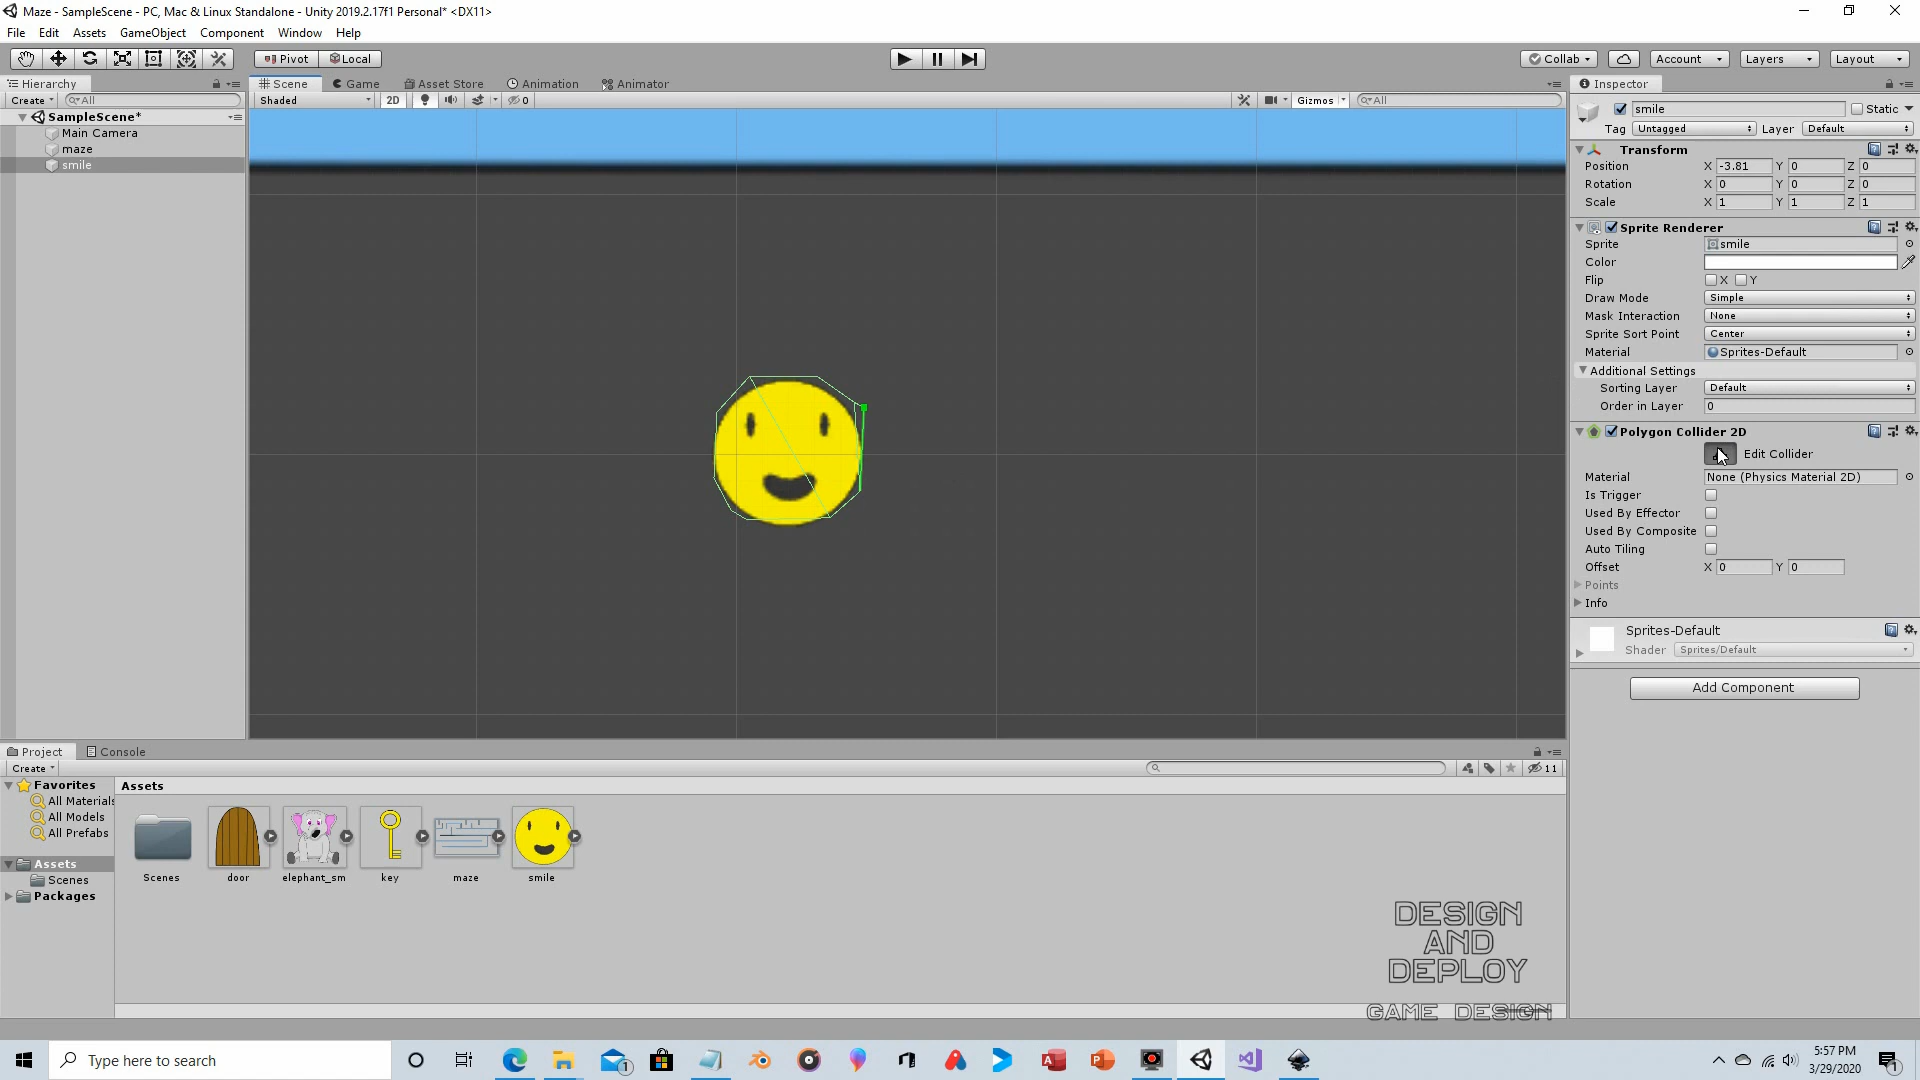 Maze - SampleScene - PC, Mac & Linux Standalone - Unity 2019.2.17f1 Personal* <DX11>
File Edit Assets GameObject Component Window Help
Pivot Local Collab Account Layers Layout
Hierarchy
Create All
SampleScene*
Main Camera
maze
smile
Scene Game Asset Store Animation Animator
Shaded 2D 0 Gizmos All
Inspector
smile Static
Tag Untagged Layer Default
Transform
Position X -3.81 Y 0 Z 0
Rotation X 0 Y 0 Z 0
Scale X 1 Y 1 Z 1
Sprite Renderer
Sprite smile
Color
Flip X Y
Draw Mode Simple
Mask Interaction None
Sprite Sort Point Center
Material Sprites-Default
Additional Settings
Sorting Layer Default
Order in Layer 0
Polygon Collider 2D
Edit Collider
Material None (Physics Material 2D)
Is Trigger
Used By Effector
Used By Composite
Auto Tiling
Offset X 0 Y 0
Points
Info
Sprites-Default
Shader Sprites/Default
Add Component
Project Console
Create 11
Favorites
All Materials
All Models
All Prefabs
Assets
Scenes
Packages
Assets
Scenes door elephant_sm key maze smile
DESIGN
AND
DEPLOY
GAME DESIGN
Type here to search
1
5:57 PM
3/29/2020
1